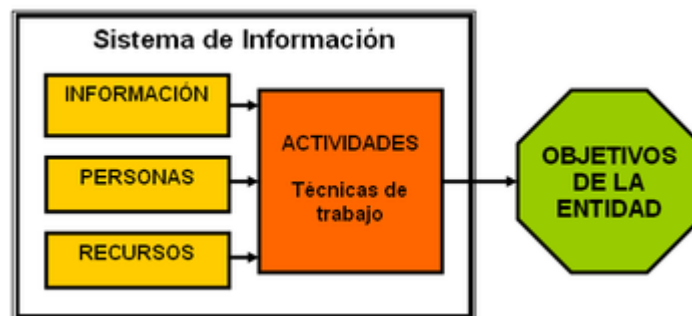 Sistema de Información
INFORMACIÓN
PERSONAS
RECURSOS
ACTIVIDADES
Técnicas de
trabajo
OBJETIVOS
DE LA
ENTIDAD